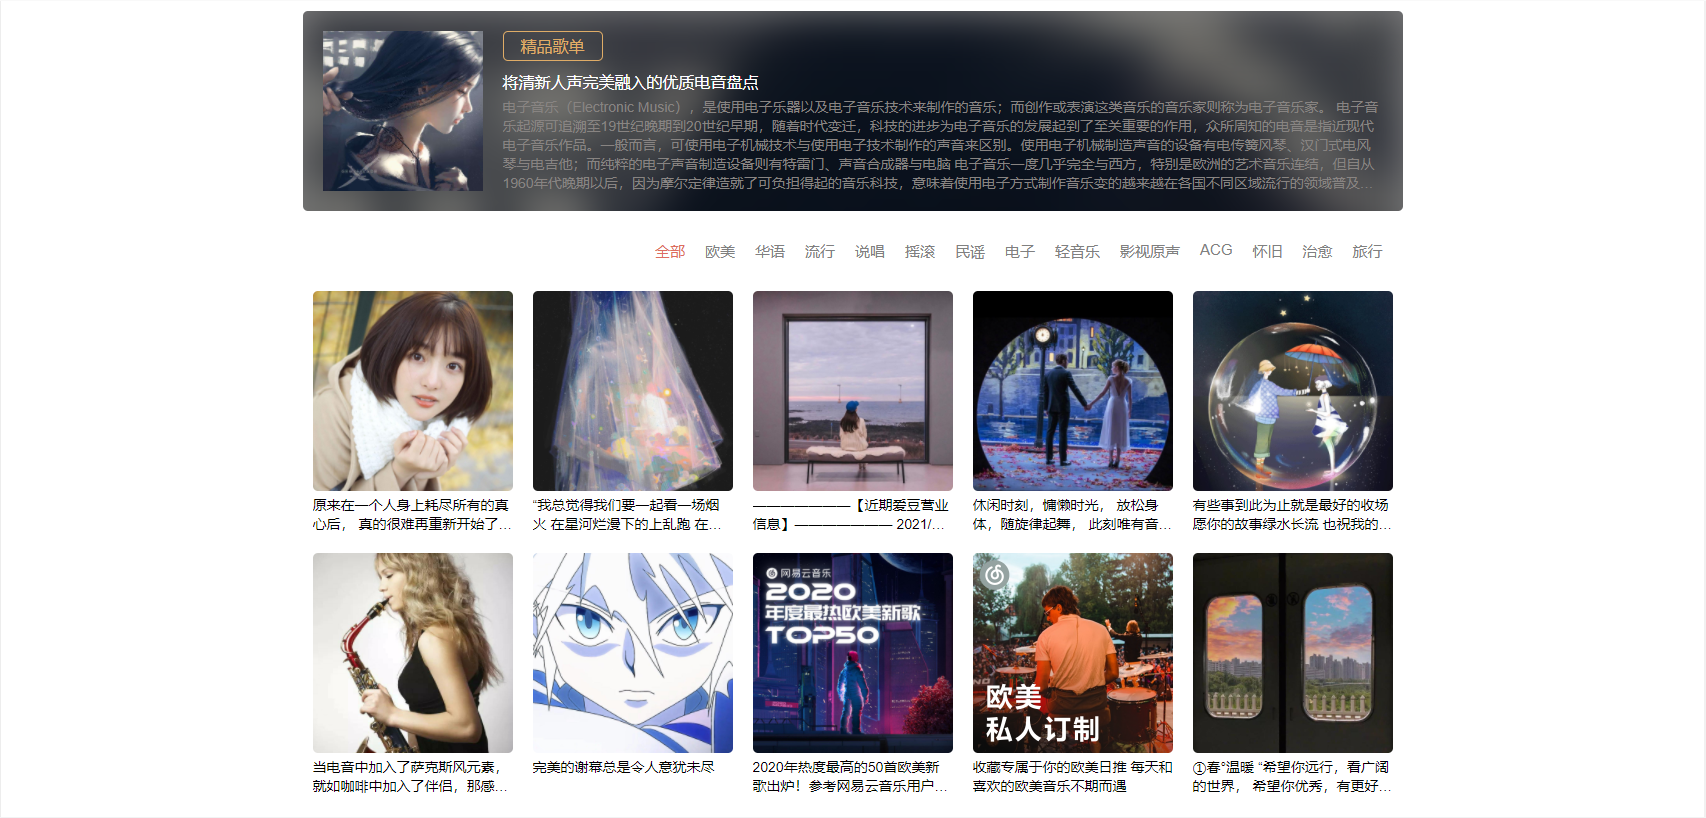 精品歌单
将清新人声完美融入的优质电音盘点
电子音乐（Electronic Music），是使用电子乐器以及电子音乐技术来制作的音乐；而创作或表演这类音乐的音乐家则称为电子音乐家。 电子音
乐起源可追溯至19世纪晚期到20世纪早期，随着时代变迁，科技的进步为电子音乐的发展起到了至关重要的作用，众所周知的电音是指近现代
电子音乐作品。一般而言，可使用电子机械技术与使用电子技术制作的声音来区别。使用电子机械制造声音的设备有电传簧风琴、汉门式电风
琴与电吉他；而纯粹的电子声音制造设备则有特雷门、声音合成器与电脑 电子音乐一度几乎完全与西方，特别是欧洲的艺术音乐连结，但自从
1960年代晚期以后，因为摩尔定律造就了可负担得起的音乐科技，意味着使用电子方式制作音乐变的越来越在各国不同区域流行的领域普及…
全部 欧美 华语 流行 说唱 摇滚 民谣 电子 轻音乐 影视原声 ACG 怀旧 治愈 旅行
原来在一个人身上耗尽所有的真
心后， 真的很难再重新开始了…
“我总觉得我们要一起看一场烟
火 在星河烂漫下的上乱跑 在…
———————【近期爱豆营业
信息】——————— 2021/…
休闲时刻，慵懒时光， 放松身
体，随旋律起舞， 此刻唯有音…
有些事到此为止就是最好的收场
愿你的故事绿水长流 也祝我的…
网易云音乐
2020
年度最热欧美新歌
TOP50
欧美
私人订制
当电音中加入了萨克斯风元素，
就如咖啡中加入了伴侣，那感…
完美的谢幕总是令人意犹未尽
2020年热度最高的50首欧美新
歌出炉！参考网易云音乐用户…
收藏专属于你的欧美日推 每天和
喜欢的欧美音乐不期而遇
①春°温暖 “希望你远行，看广阔
的世界， 希望你优秀，有更好…